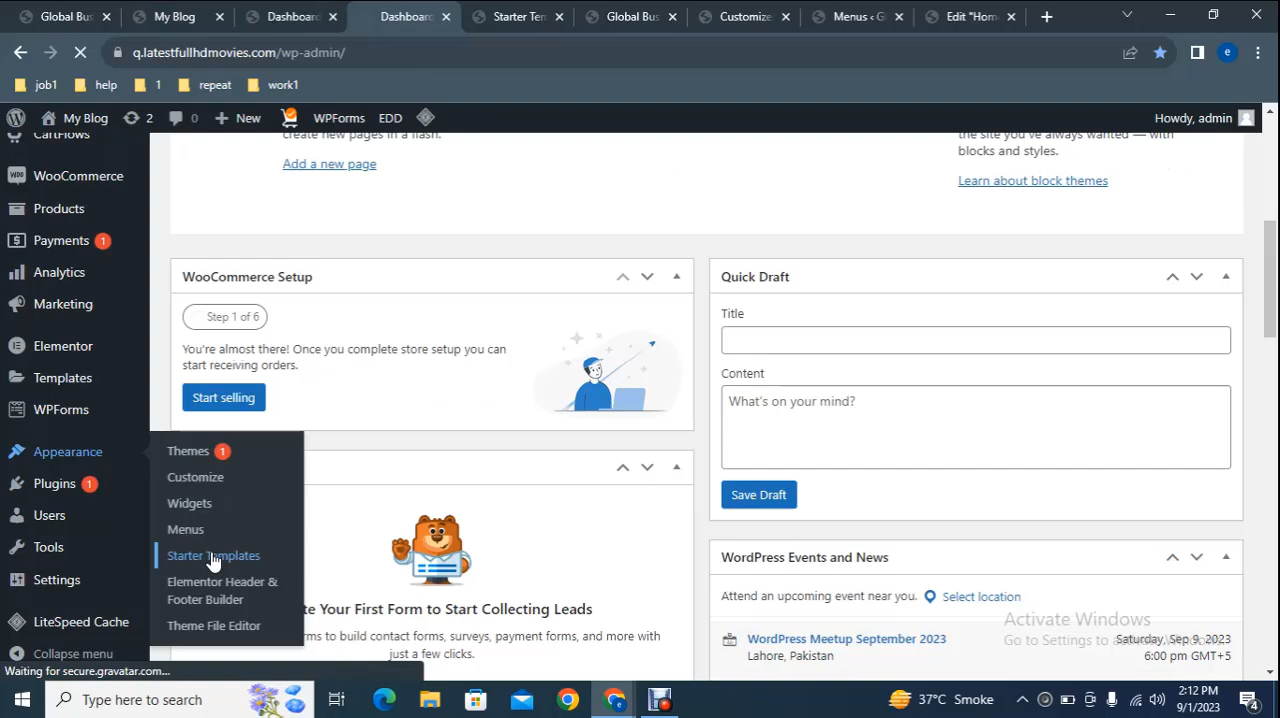 Global Bus
My Blog
Dashboard
Dashboar
Starter Ten
Global Bus
Customize
Menus ‹ G
Edit "Hom
q.latestfullhdmovies.com/wp-admin/
e
job1
help
1
repeat
work1
My Blog
2
0
New
WPForms
EDD
Howdy, admin
CartFlows
WooCommerce
Products
Payments 1
Analytics
Marketing
Elementor
Templates
WPForms
Appearance
Plugins 1
Users
Tools
Settings
LiteSpeed Cache
Collapse menu
Themes 1
Customize
Widgets
Menus
Starter Templates
Elementor Header &
Footer Builder
Theme File Editor
create new pages in a flash.
Add a new page
the site you've always wanted — with
blocks and styles.
Learn about block themes
WooCommerce Setup
Step 1 of 6
You're almost there! Once you complete store setup you can
start receiving orders.
Start selling
te Your First Form to Start Collecting Leads
rms to build contact forms, surveys, payment forms, and more with
just a few clicks.
Quick Draft
Title
Content
What's on your mind?
Save Draft
WordPress Events and News
Attend an upcoming event near you.
Select location
WordPress Meetup September 2023
Lahore, Pakistan
Saturday, Sep 9, 2023
6:00 pm GMT+5
Activate Windows
Go to Settings to
Waiting for secure.gravatar.com...
Type here to search
37°C Smoke
2:12 PM
9/1/2023
4